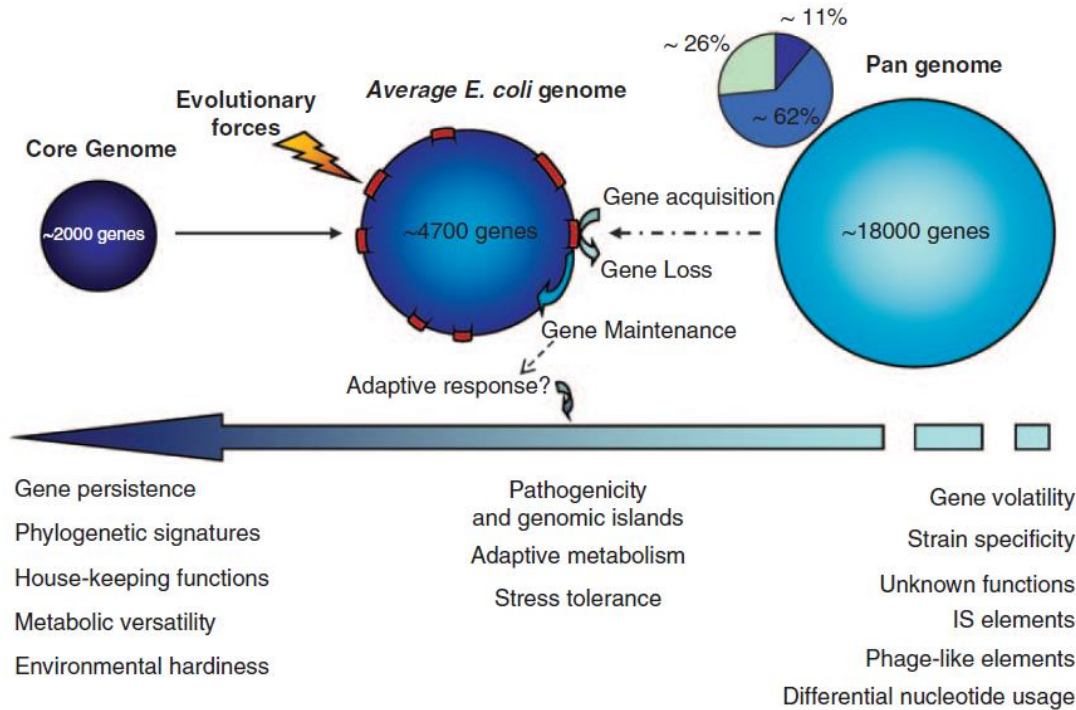 ~ 11%
~ 26%
~ 62%
Pan genome
Average E. coli genome
Evolutionary
forces
Core Genome
~2000 genes
~4700 genes
Gene acquisition
Gene Loss
~18000 genes
Gene Maintenance
Adaptive response?
Gene persistence
Phylogenetic signatures
House-keeping functions
Metabolic versatility
Environmental hardiness
Pathogenicity
and genomic islands
Adaptive metabolism
Stress tolerance
Gene volatility
Strain specificity
Unknown functions
IS elements
Phage-like elements
Differential nucleotide usage